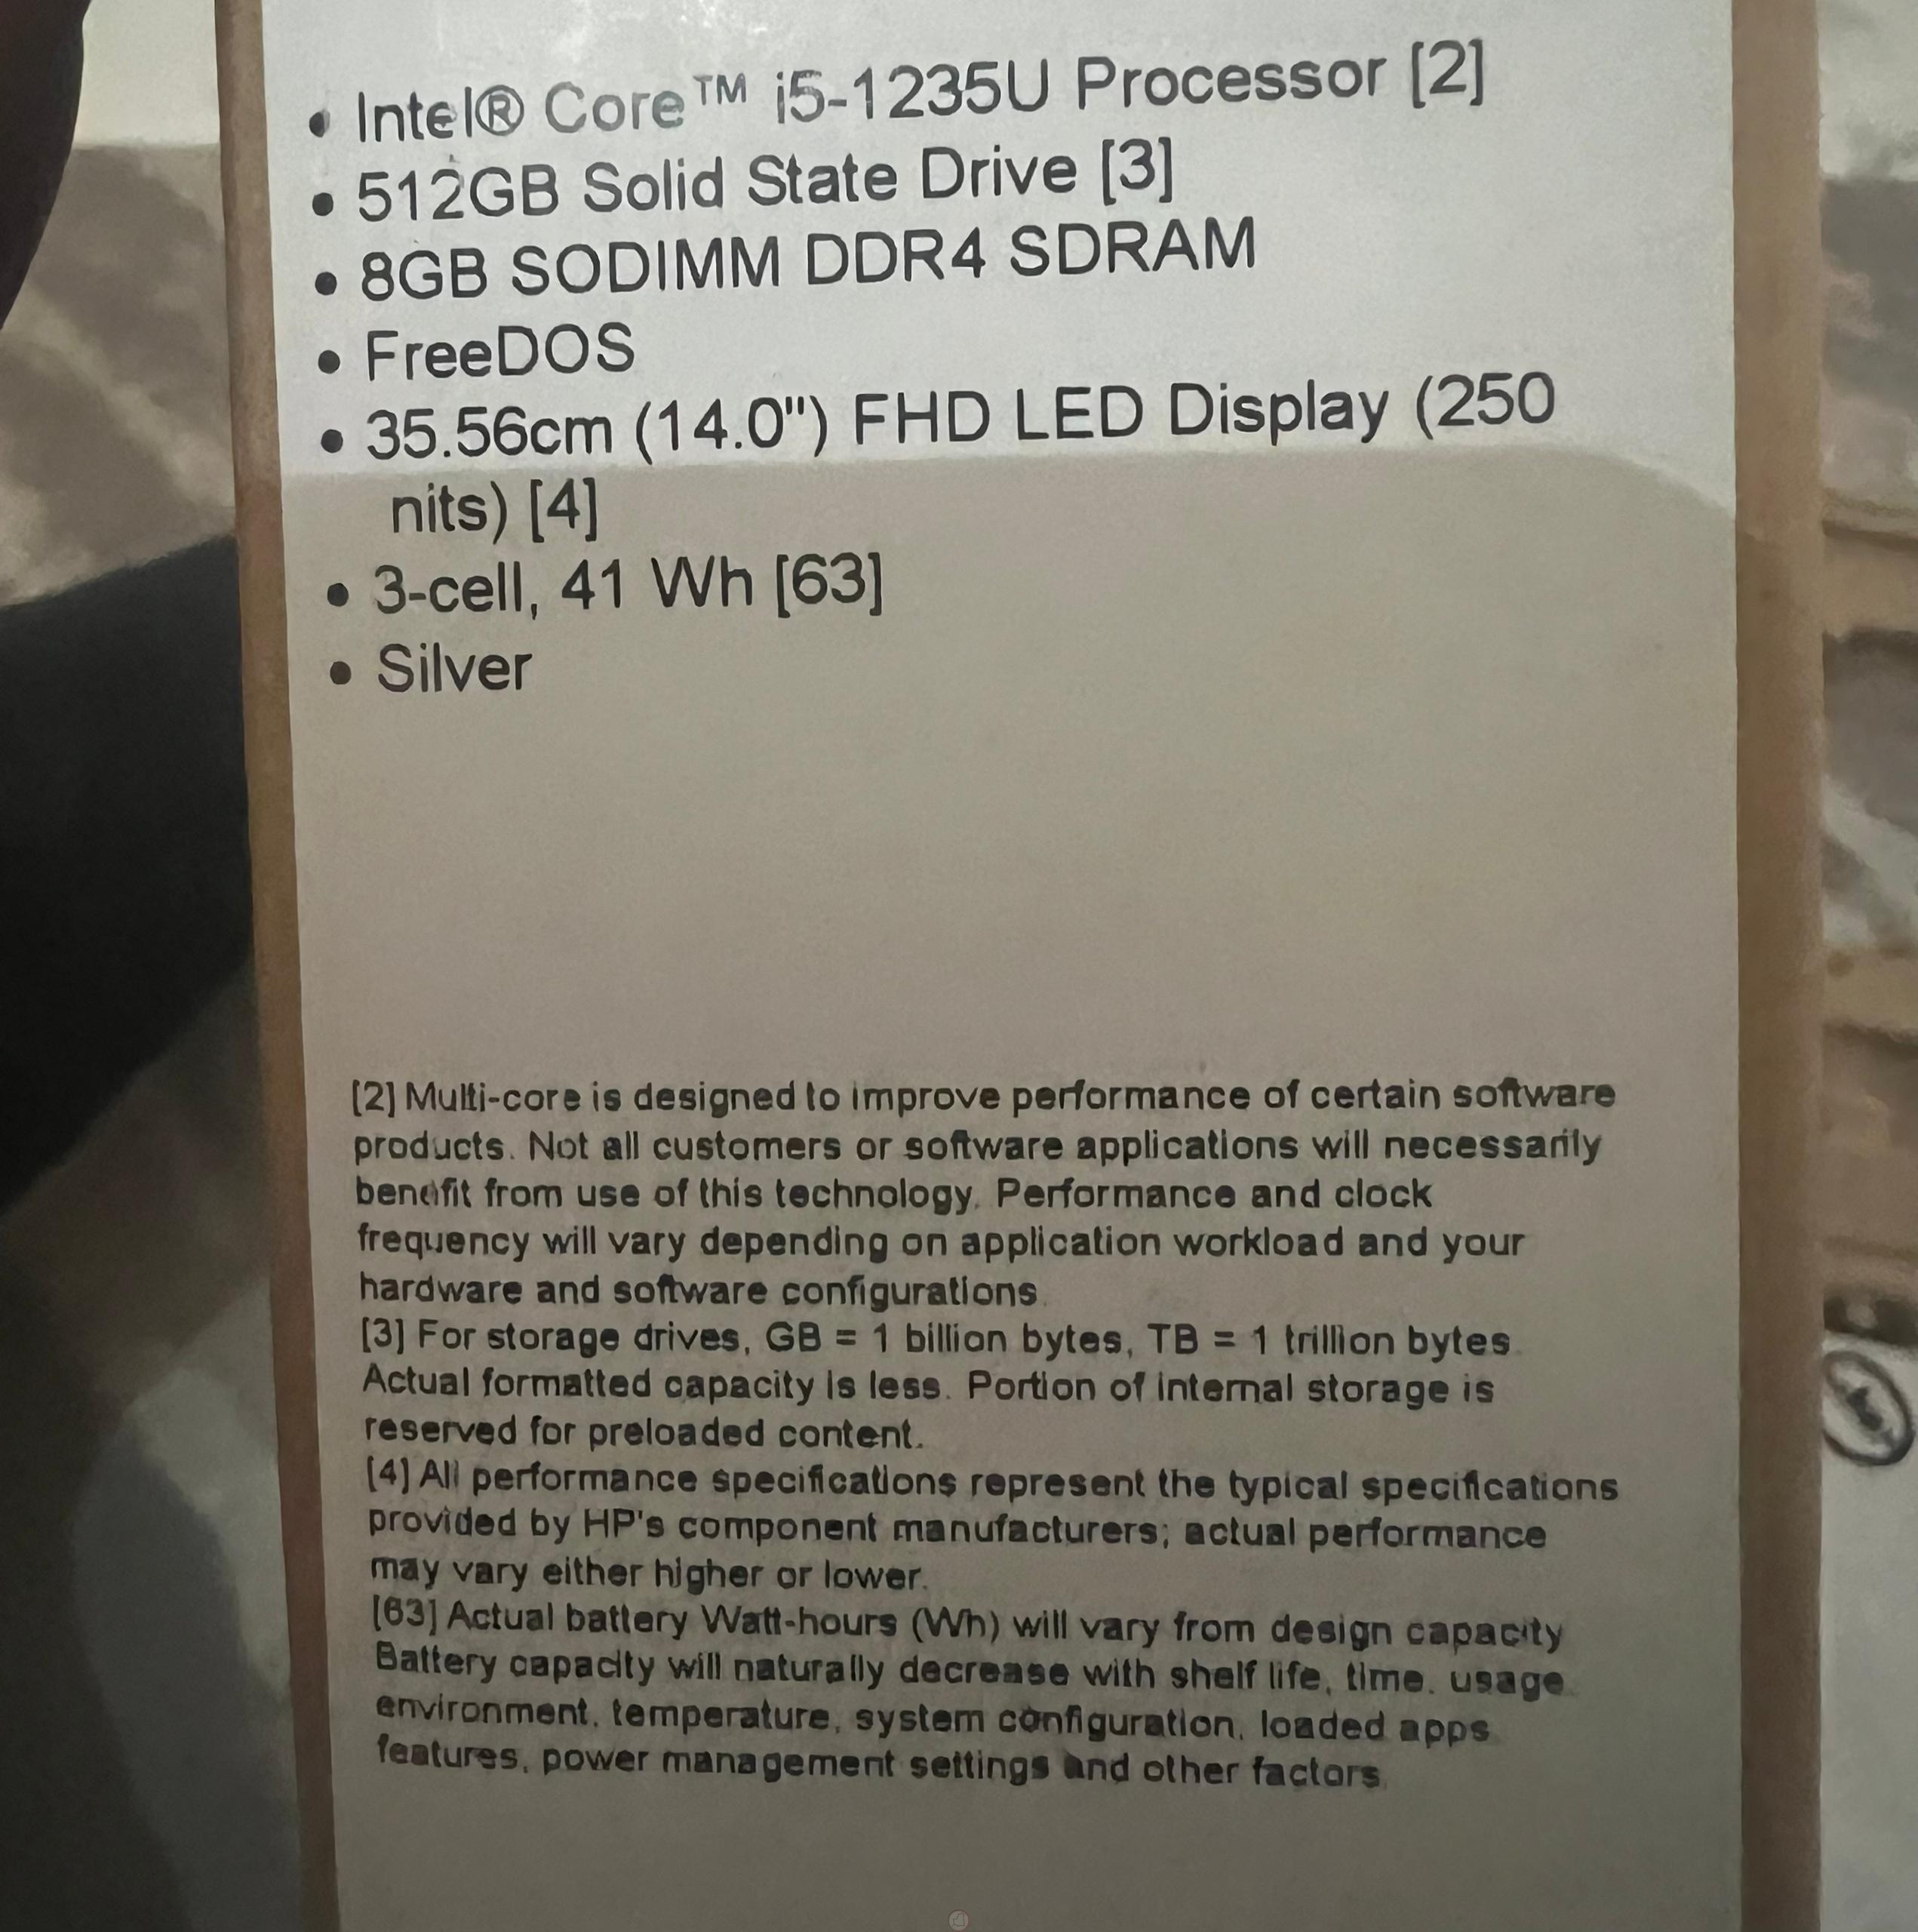 • Intel® Core™ i5-1235U Processor [2]
• 512GB Solid State Drive [3]
• 8GB SODIMM DDR4 SDRAM
• FreeDOS
• 35.56cm (14.0") FHD LED Display (250
nits) [4]
• 3-cell, 41 Wh [63]
• Silver
[2] Multi-core is designed to improve performance of certain software
products. Not all customers or software applications will necessarily
benefit from use of this technology. Performance and clock
frequency will vary depending on application workload and your
hardware and software configurations.
[3] For storage drives, GB = 1 billion bytes, TB = 1 trillion bytes.
Actual formatted capacity is less. Portion of internal storage is
reserved for preloaded content.
[4] All performance specifications represent the typical specifications
provided by HP's component manufacturers; actual performance
may vary either higher or lower.
[63] Actual battery Watt-hours (Wh) will vary from design capacity
Battery capacity will naturally decrease with shelf life, time, usage
environment, temperature, system configuration, loaded apps
features, power management settings and other factors.